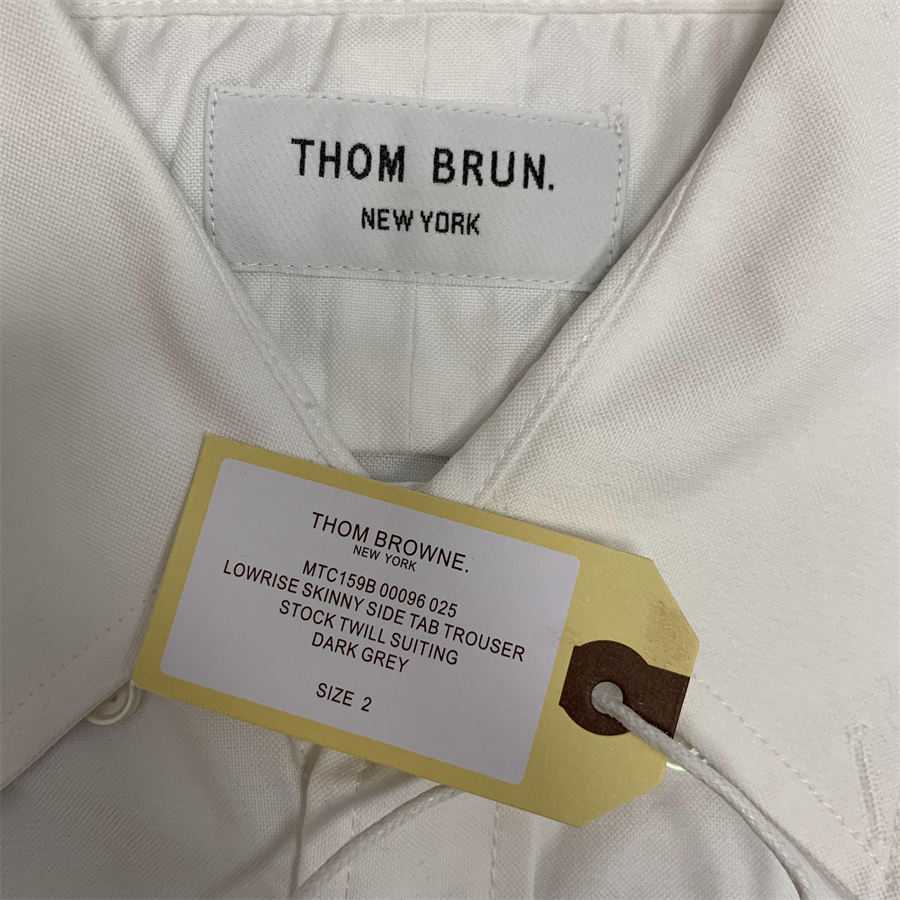 THOM BRUN.
NEW YORK
THOM BROWNE.
NEW YORK
MTC159B 00096 025
LOWRISE SKINNY SIDE TAB TROUSER
STOCK TWILL SUITING
DARK GREY
SIZE 2